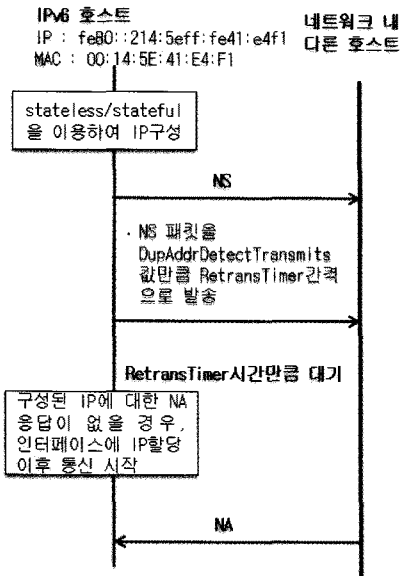 IPv6 호스트
IP : fe80::214:5eff:fe41:e4f1
MAC : 00:14:5E:41:E4:F1
네트워크 내
다른 호스트
stateless/stateful
을 이용하여 IP구성
NS
· NS 패킷을
DupAddrDetectTransmits
값만큼 RetransTimer간격
으로 발송
RetransTimer시간만큼 대기
구성된 IP에 대한 NA
응답이 없을 경우,
인터페이스에 IP할당
이후 통신 시작
NA